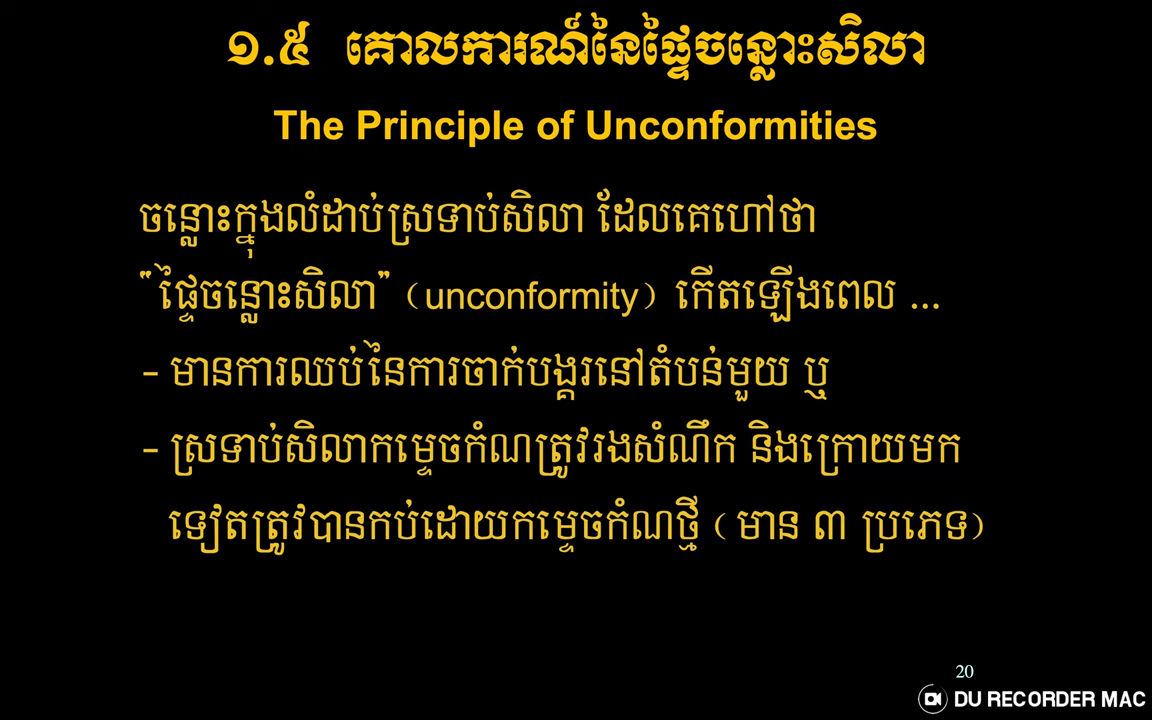 ១.៥ គោលការណ៍នៃផ្ទៃចន្លោះសិលា
The Principle of Unconformities
ចន្លោះក្នុងលំដាប់ស្រទាប់សិលា ដែលគេហៅថា
“ផ្ទៃចន្លោះសិលា” (unconformity) កើតឡើងពេល ...
- មានការឈប់នៃការចាក់បង្គរនៅតំបន់មួយ ឬ
- ស្រទាប់សិលាកម្ទេចកំណត្រូវរងសំណឹក និងក្រោយមក
ទៀតត្រូវបានកប់ដោយកម្ទេចកំណថ្មី (មាន ៣ ប្រភេទ)
20
DU RECORDER MAC